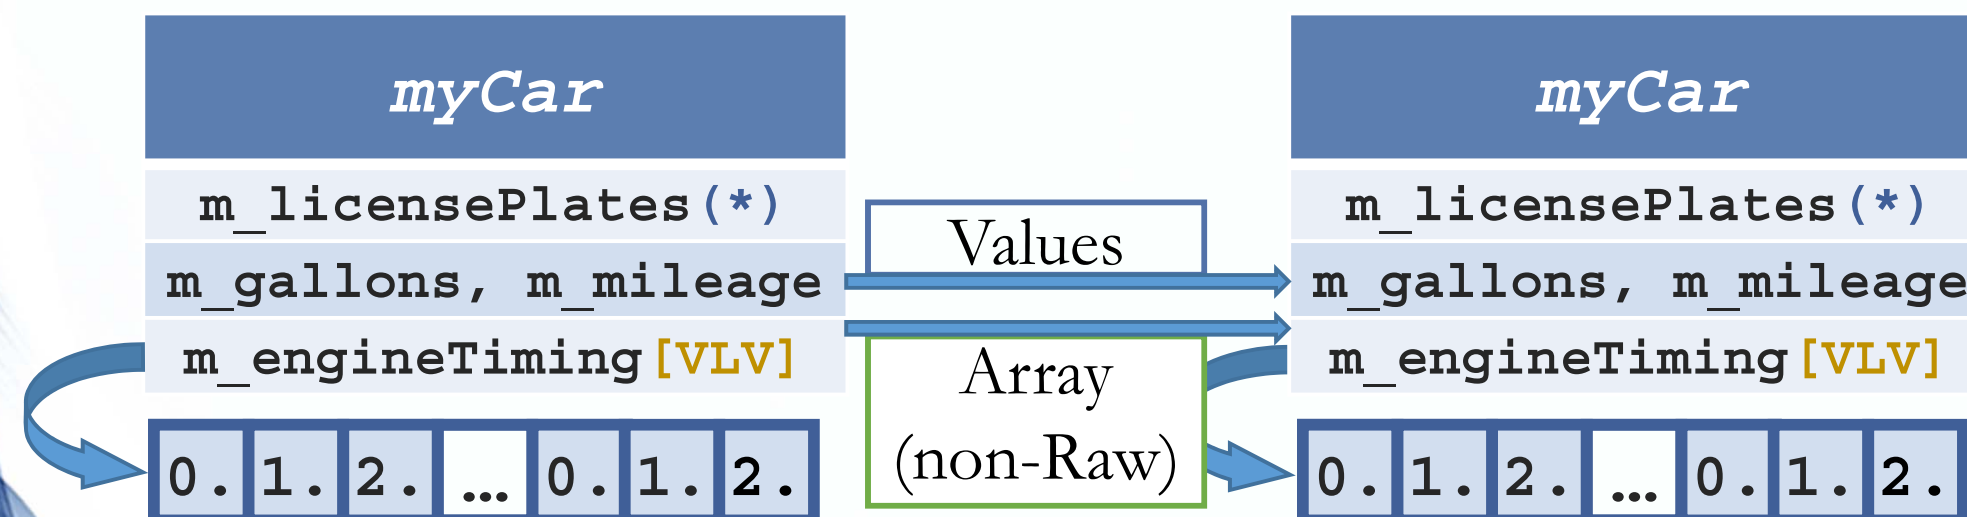 myCar
m_licensePlates(*)
m_gallons, m_mileage
m_engineTiming[VLV]
0. 1. 2. … 0. 1. 2.
Values
Array
(non-Raw)
myCar
m_licensePlates(*)
m_gallons, m_mileage
m_engineTiming[VLV]
0. 1. 2. … 0. 1. 2.